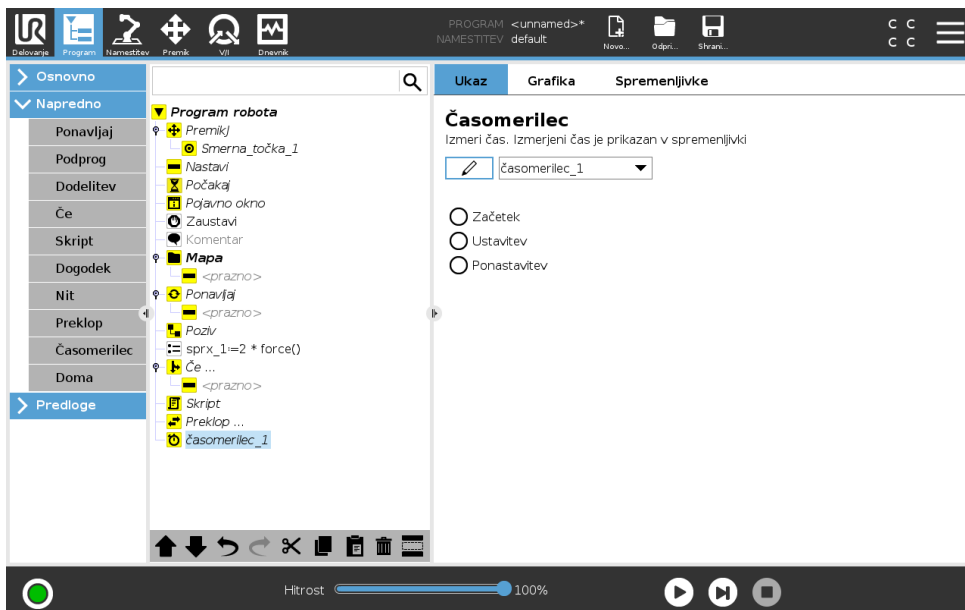 PROGRAM <unnamed>*
NAMESTITEV default
Delovanje Program Namestitev Premik V/I Dnevnik Novo... Odpri... Shrani...
C C
C C
Osnovno
Napredno
Ponavljaj
Podprog
Dodelitev
Če
Skript
Dogodek
Nit
Preklop
Časomerilec
Doma
Predloge
Program robota
PremikJ
Smerna_točka_1
Nastavi
Počakaj
Pojavno okno
Zaustavi
Komentar
Mapa
<prazno>
Ponavljaj
<prazno>
Poziv
sprx_1:=2 * force()
Če ...
<prazno>
Skript
Preklop ...
časomerilec_1
Ukaz Grafika Spremenljivke
Časomerilec
Izmeri čas. Izmerjeni čas je prikazan v spremenljivki
časomerilec_1
Začetek
Ustavitev
Ponastavitev
Hitrost 100%